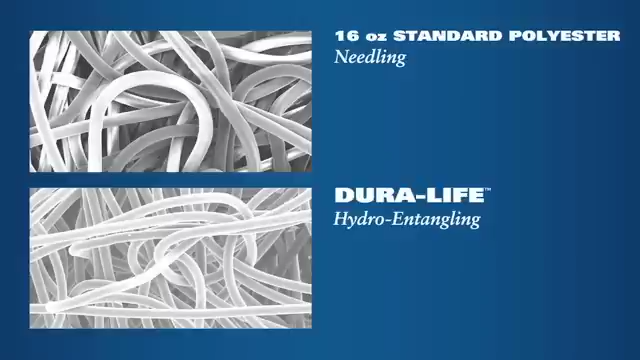 16 oz STANDARD POLYESTER
Needling
DURA-LIFE™
Hydro-Entangling